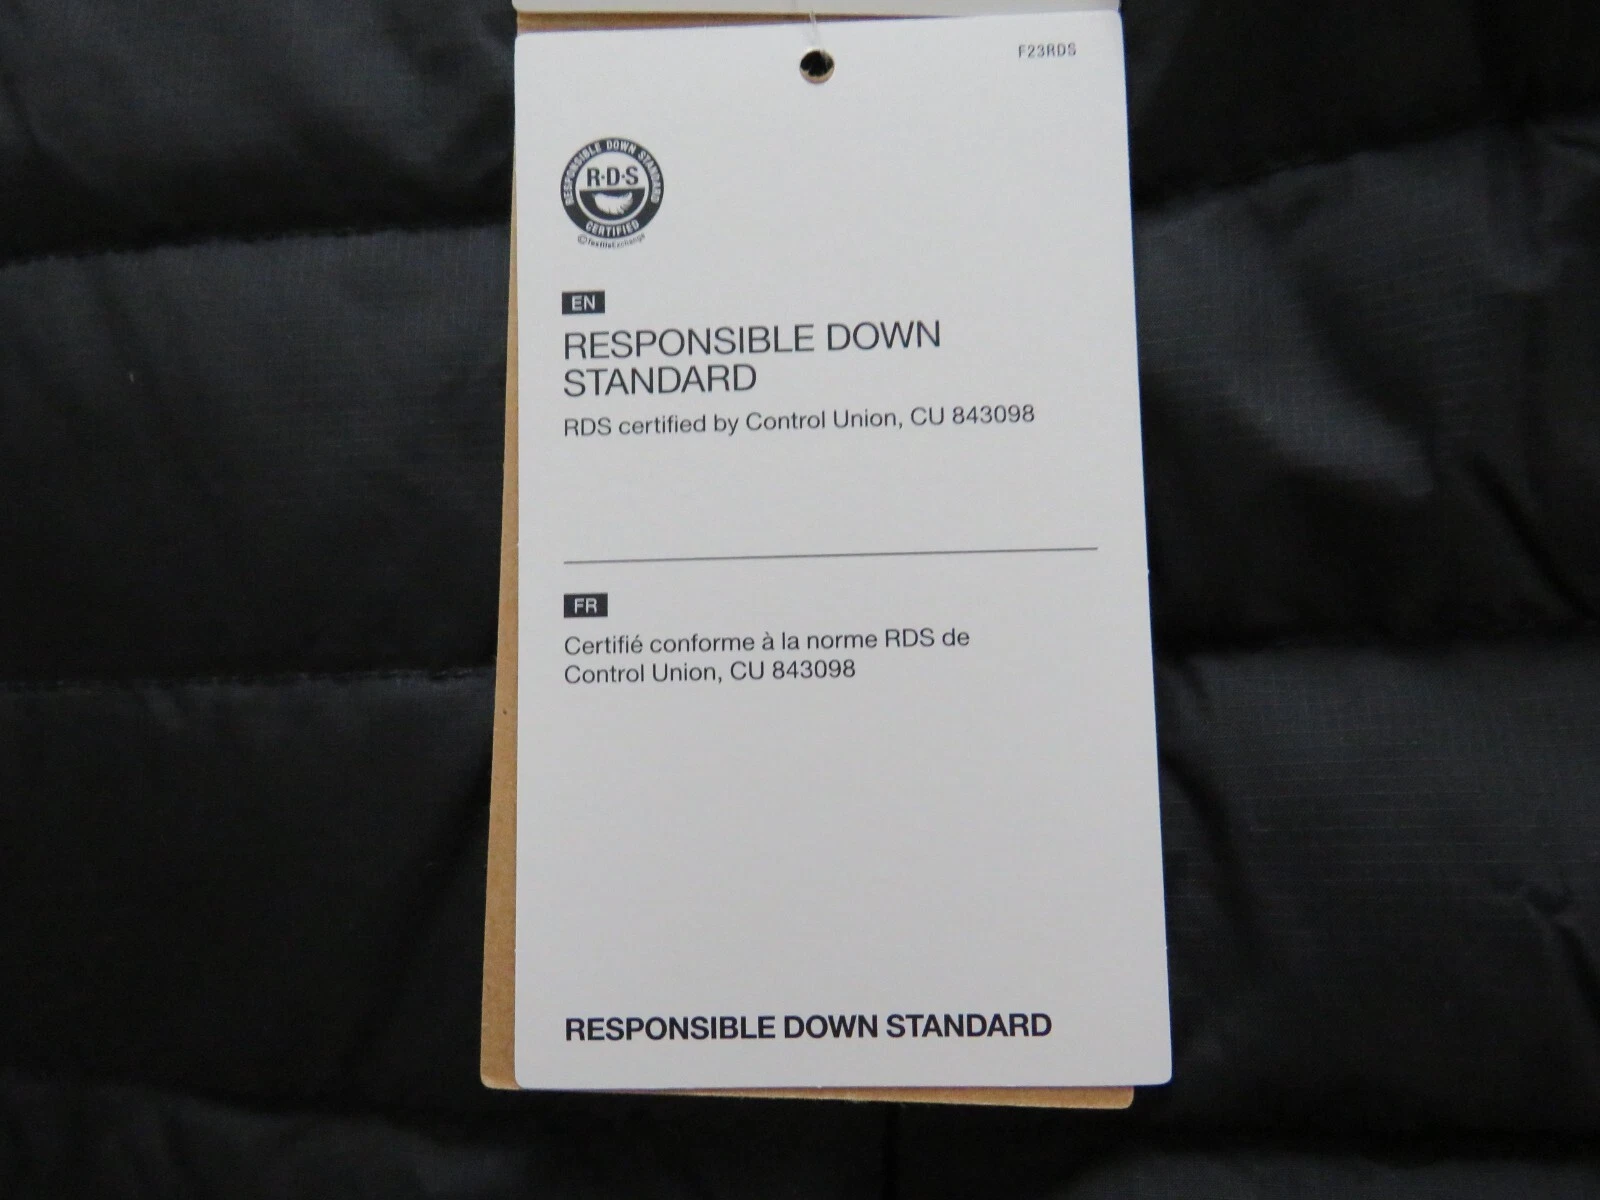 F23RDS
RESPONSIBLE DOWN STANDARD
R·D·S
CERTIFIED
©TextileExchange
EN
RESPONSIBLE DOWN
STANDARD
RDS certified by Control Union, CU 843098
FR
Certifié conforme à la norme RDS de
Control Union, CU 843098
RESPONSIBLE DOWN STANDARD